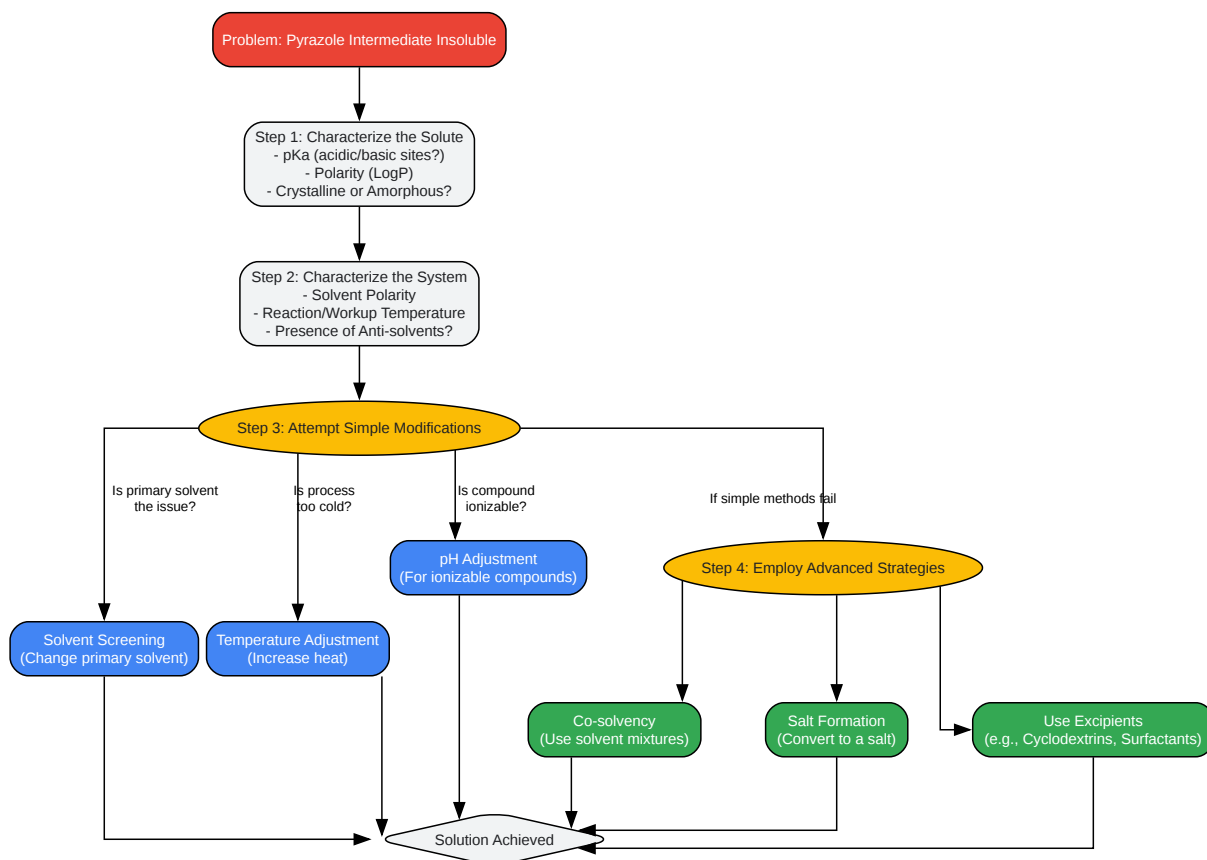 Problem: Pyrazole Intermediate Insoluble
Step 1: Characterize the Solute
- pKa (acidic/basic sites?)
- Polarity (LogP)
- Crystalline or Amorphous?
Step 2: Characterize the System
- Solvent Polarity
- Reaction/Workup Temperature
- Presence of Anti-solvents?
Step 3: Attempt Simple Modifications
Is primary solvent
the issue?
Is process
too cold?
Is compound
ionizable?
If simple methods fail
pH Adjustment
(For ionizable compounds)
Step 4: Employ Advanced Strategies
Solvent Screening
(Change primary solvent)
Temperature Adjustment
(Increase heat)
Co-solvency
(Use solvent mixtures)
Salt Formation
(Convert to a salt)
Use Excipients
(e.g., Cyclodextrins, Surfactants)
Solution Achieved